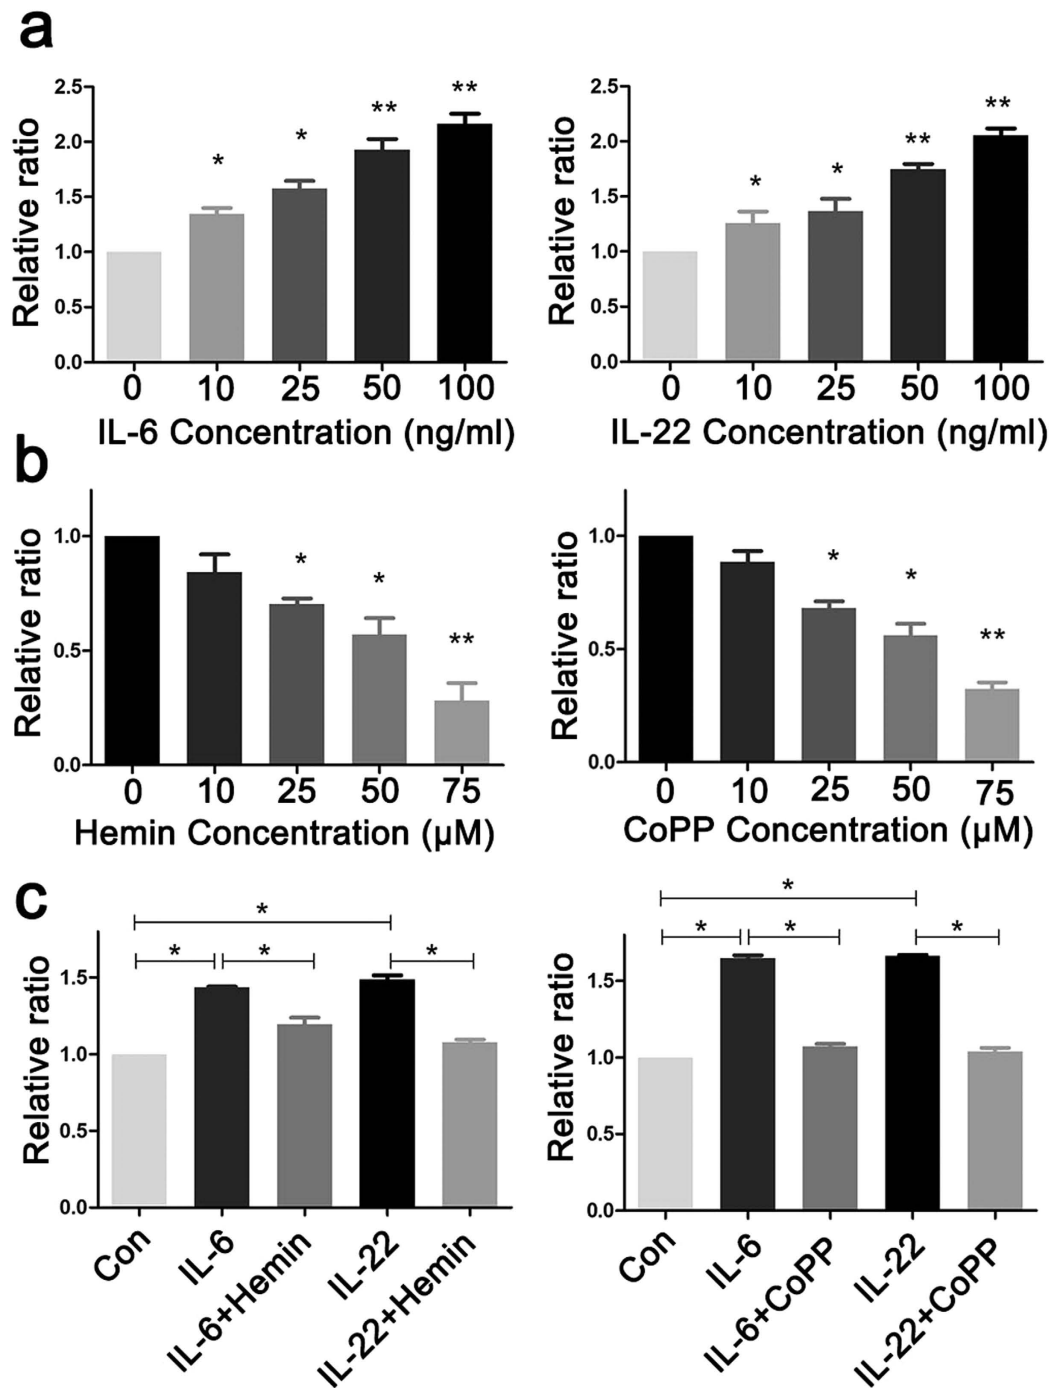 a
Relative ratio
2.5
2.0
1.5
1.0
0.5
0.0
* * ** **
0 10 25 50 100
IL-6 Concentration (ng/ml)
Relative ratio
2.5
2.0
1.5
1.0
0.5
0.0
* * ** **
0 10 25 50 100
IL-22 Concentration (ng/ml)
b
Relative ratio
1.0
0.5
0.0
* * **
0 10 25 50 75
Hemin Concentration (μM)
Relative ratio
1.0
0.5
0.0
* * **
0 10 25 50 75
CoPP Concentration (μM)
c
Relative ratio
1.5
1.0
0.5
0.0
*
* * *
Con
IL-6
IL-6+Hemin
IL-22
IL-22+Hemin
Relative ratio
1.5
1.0
0.5
0.0
*
* * *
Con
IL-6
IL-6+CoPP
IL-22
IL-22+CoPP